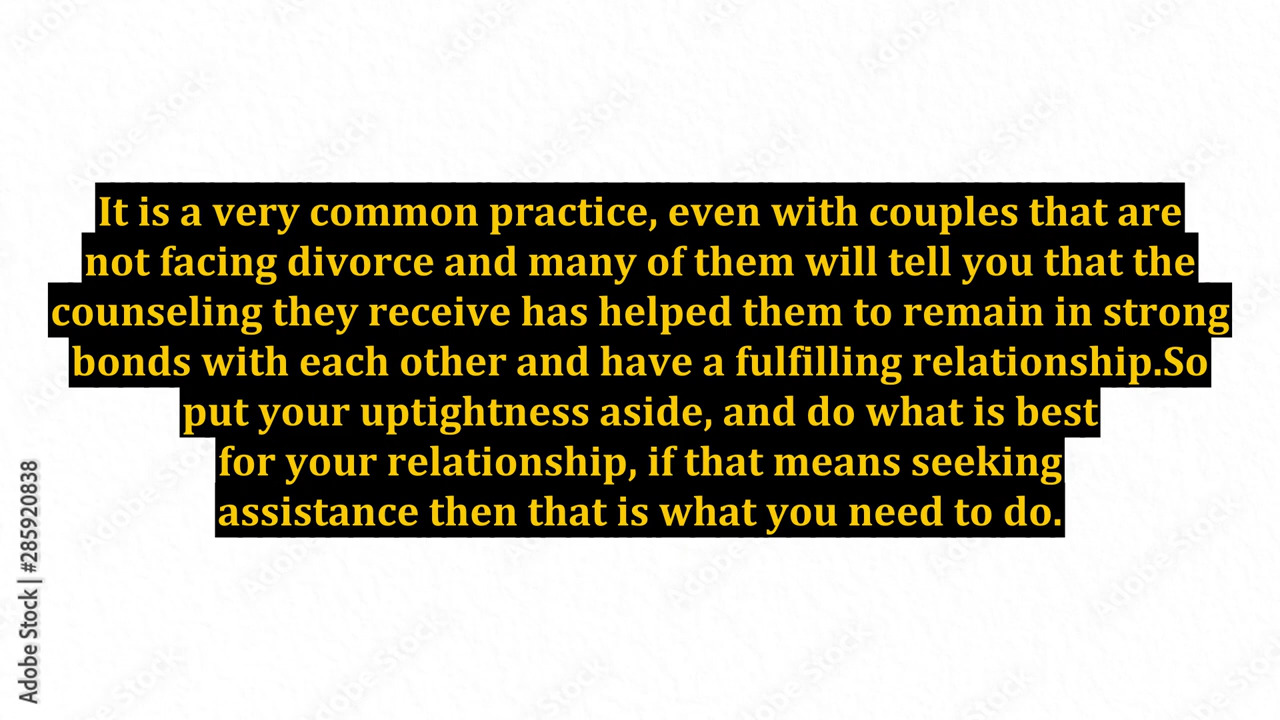 It is a very common practice, even with couples that are
not facing divorce and many of them will tell you that the
counseling they receive has helped them to remain in strong
bonds with each other and have a fulfilling relationship.So
put your uptightness aside, and do what is best
for your relationship, if that means seeking
assistance then that is what you need to do.
Adobe Stock | #285920838